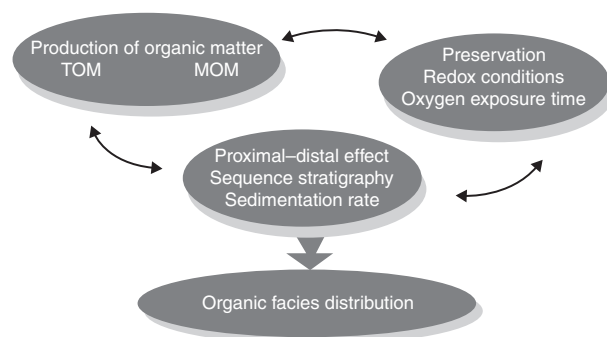 Production of organic matter
TOM MOM
Preservation
Redox conditions
Oxygen exposure time
Proximal–distal effect
Sequence stratigraphy
Sedimentation rate
Organic facies distribution